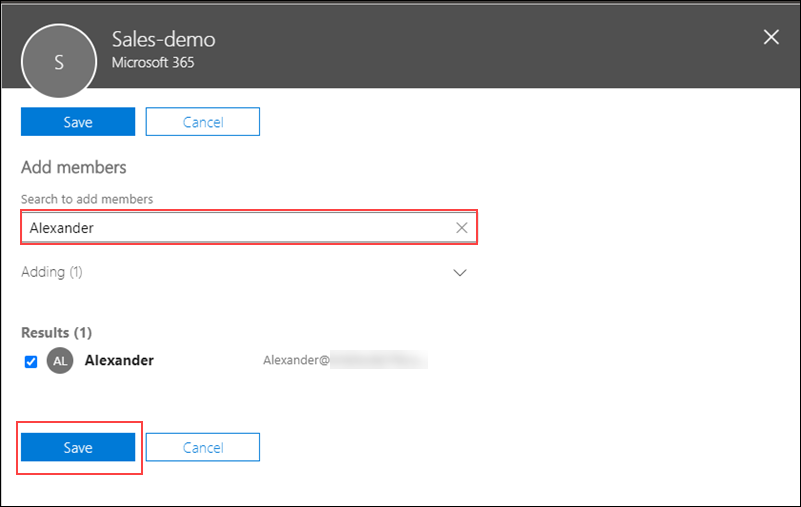 S
Sales-demo
Microsoft 365
Save Cancel
Add members
Search to add members
Alexander
Adding (1)
Results (1)
AL Alexander Alexander@
Save Cancel